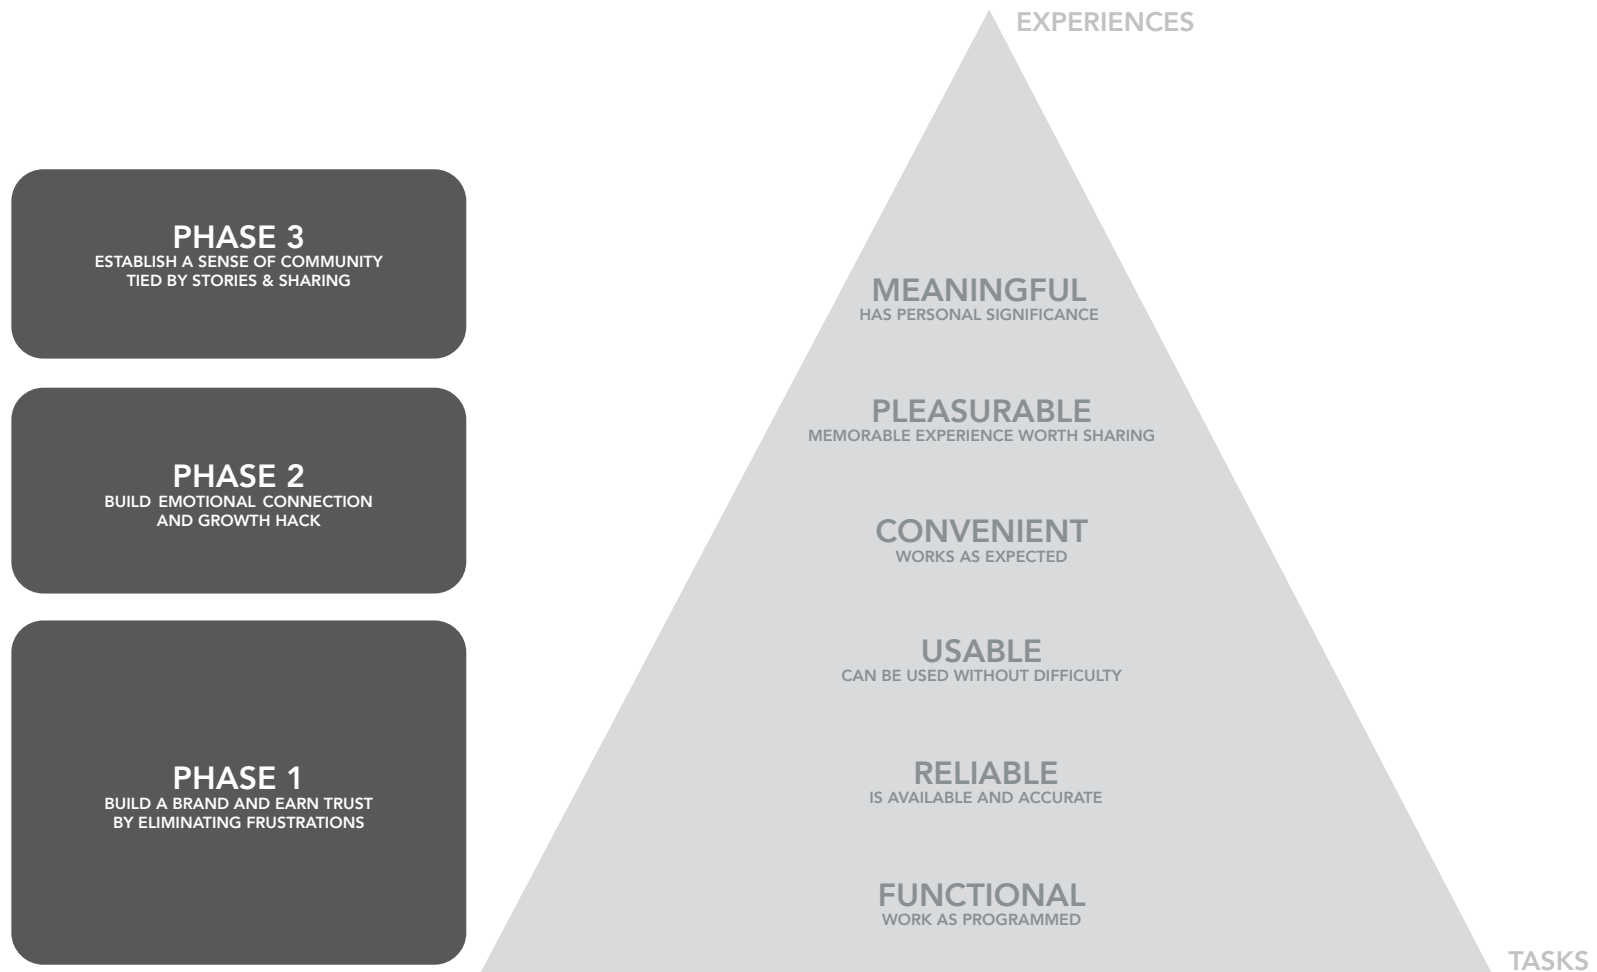 EXPERIENCES
PHASE 3
ESTABLISH A SENSE OF COMMUNITY
TIED BY STORIES & SHARING
PHASE 2
BUILD EMOTIONAL CONNECTION
AND GROWTH HACK
PHASE 1
BUILD A BRAND AND EARN TRUST
BY ELIMINATING FRUSTRATIONS
MEANINGFUL
HAS PERSONAL SIGNIFICANCE
PLEASURABLE
MEMORABLE EXPERIENCE WORTH SHARING
CONVENIENT
WORKS AS EXPECTED
USABLE
CAN BE USED WITHOUT DIFFICULTY
RELIABLE
IS AVAILABLE AND ACCURATE
FUNCTIONAL
WORK AS PROGRAMMED
TASKS